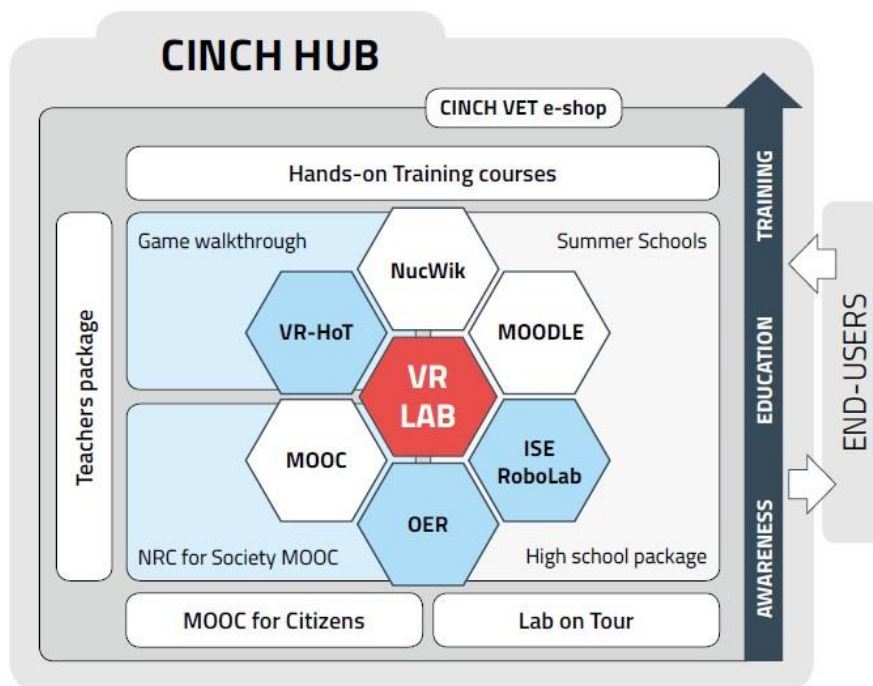 CINCH HUB
CINCH VET e-shop
Hands-on Training courses
Teachers package
Game walkthrough
Summer Schools
NucWik
VR-HoT
MOODLE
VR
LAB
MOOC
ISE
RoboLab
OER
NRC for Society MOOC
High school package
MOOC for Citizens
Lab on Tour
TRAINING
EDUCATION
AWARENESS
END-USERS